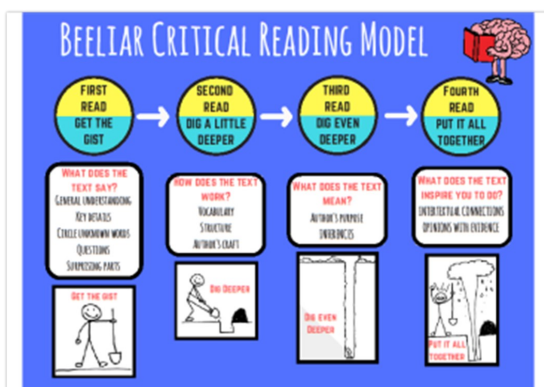 BEELIAR CRITICAL READING MODEL
FIRST
READ
GET THE
GIST
SECOND
READ
DIG A LITTLE
DEEPER
THIRD
READ
DIG EVEN
DEEPER
FOURTH
READ
PUT IT ALL
TOGETHER
WHAT DOES THE
TEXT SAY?
GENERAL UNDERSTANDING
KEY DETAILS
CIRCLE UNKNOWN WORDS
QUESTIONS
SURPRISING PARTS
HOW DOES THE TEXT
WORK?
VOCABULARY
STRUCTURE
AUTHOR'S CRAFT
WHAT DOES THE TEXT
MEAN?
AUTHOR'S PURPOSE
INFERENCES
WHAT DOES THE TEXT
INSPIRE YOU TO DO?
INTERTEXTUAL CONNECTIONS
OPINIONS WITH EVIDENCE
GET THE GIST
DIG DEEPER
DIG EVEN
DEEPER
PUT IT ALL
TOGETHER